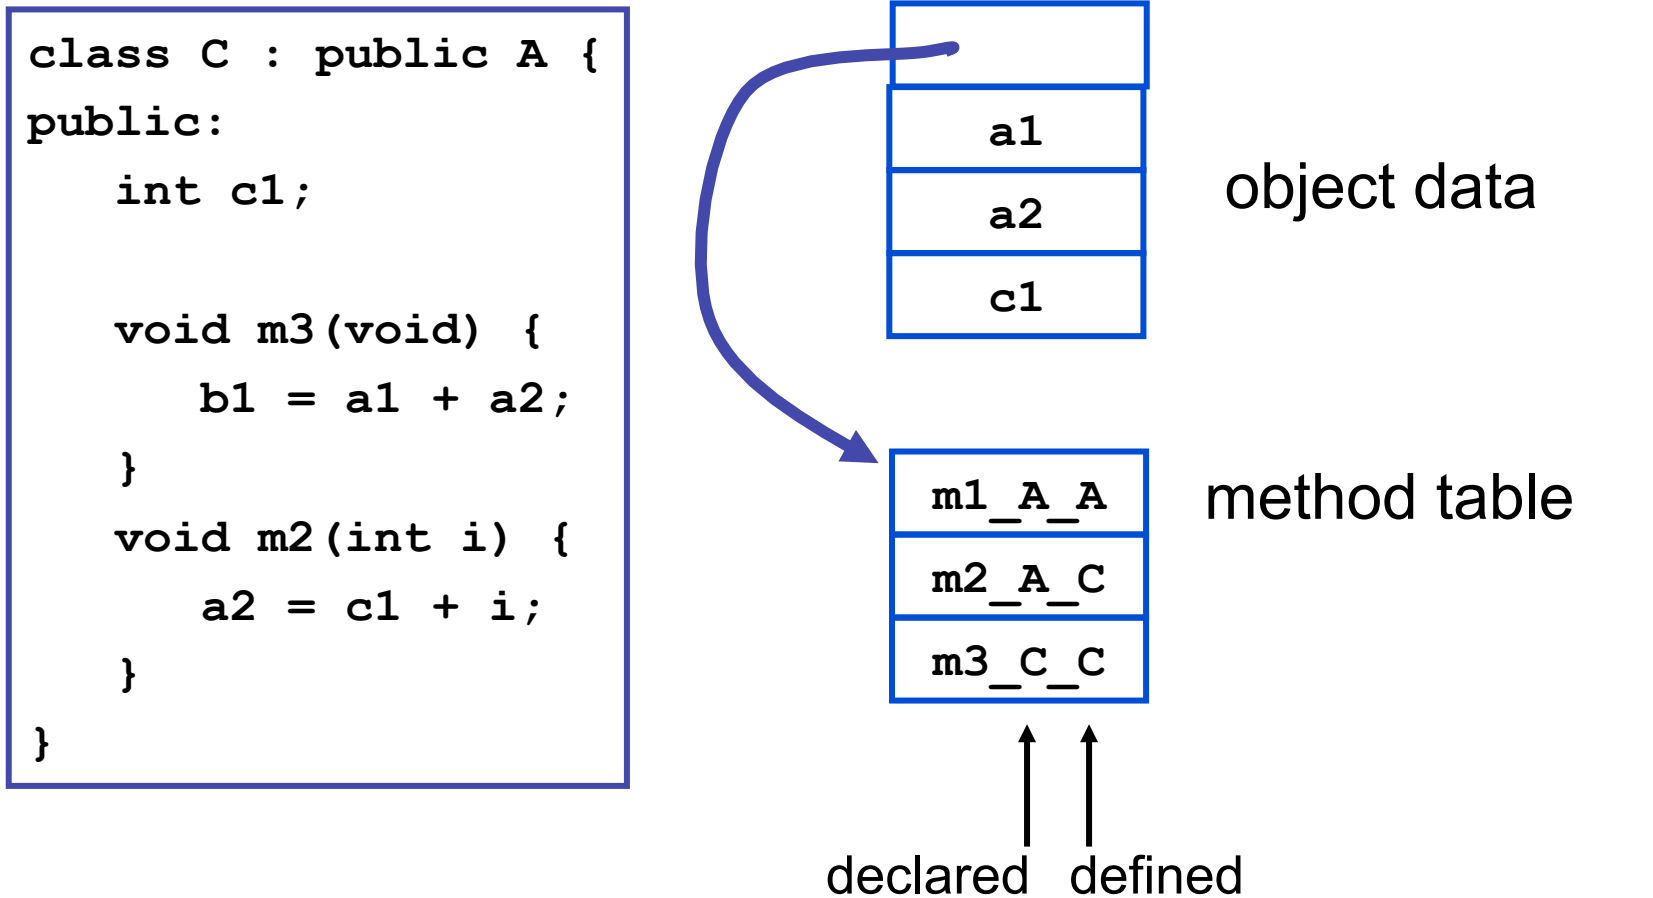 class C : public A {
public:
int c1;
void m3(void) {
b1 = a1 + a2;
}
void m2(int i) {
a2 = c1 + i;
}
}
a1
a2
c1
object data
m1_A_A
m2_A_C
m3_C_C
method table
declared defined